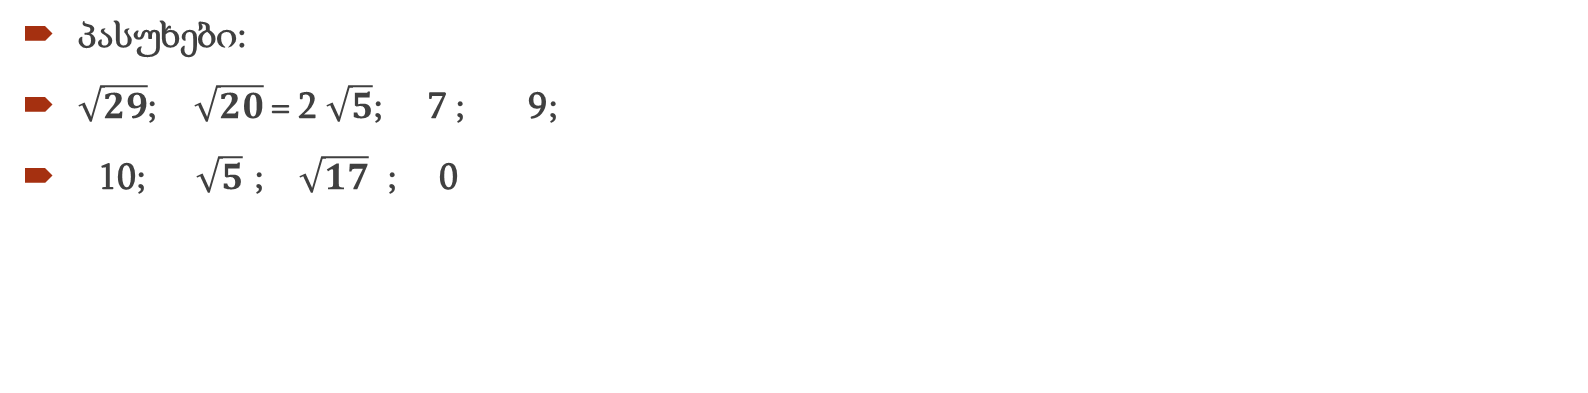 პასუხები:
√29; √20 = 2 √5; 7 ; 9;
10; √5 ; √17 ; 0